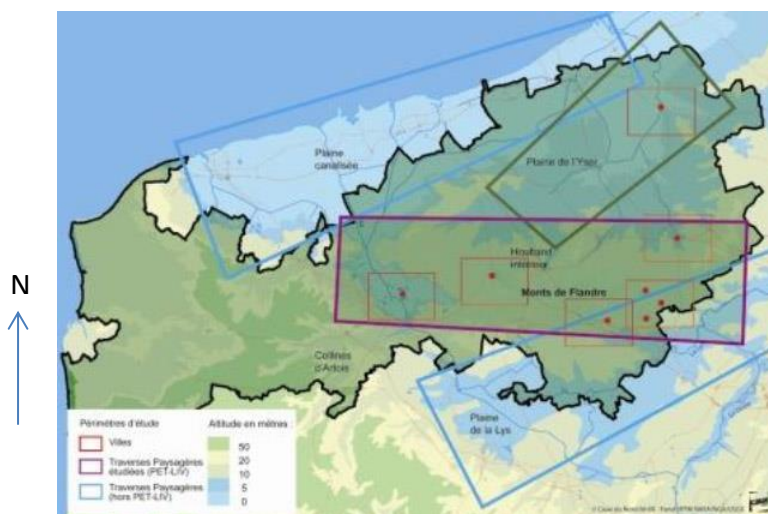 Plaine
canalisée
Plaine de l'Yser
Houtland
intérieur
Monts de Flandre
N
Collines
d'Artois
Plaine
de la Lys
Périmètres d'étude
Villes
Traverses Paysagères
étudiées (PET-LIV)
Traverses Paysagères
(hors PET-LIV)
Altitude en mètres
50
20
10
5
0